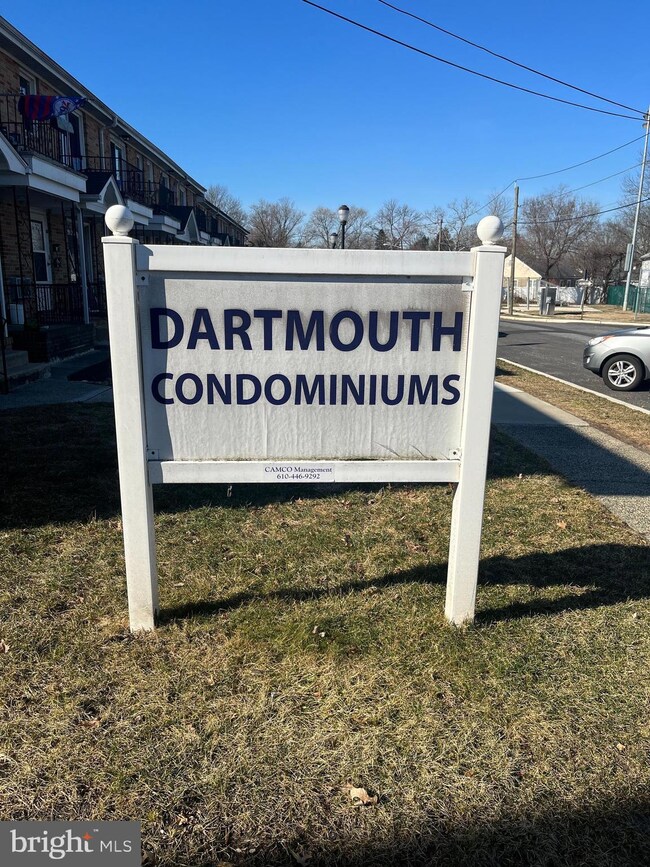 DARTMOUTH
CONDOMINIUMS
CAMCO Management
610-446-9292
bright MLS